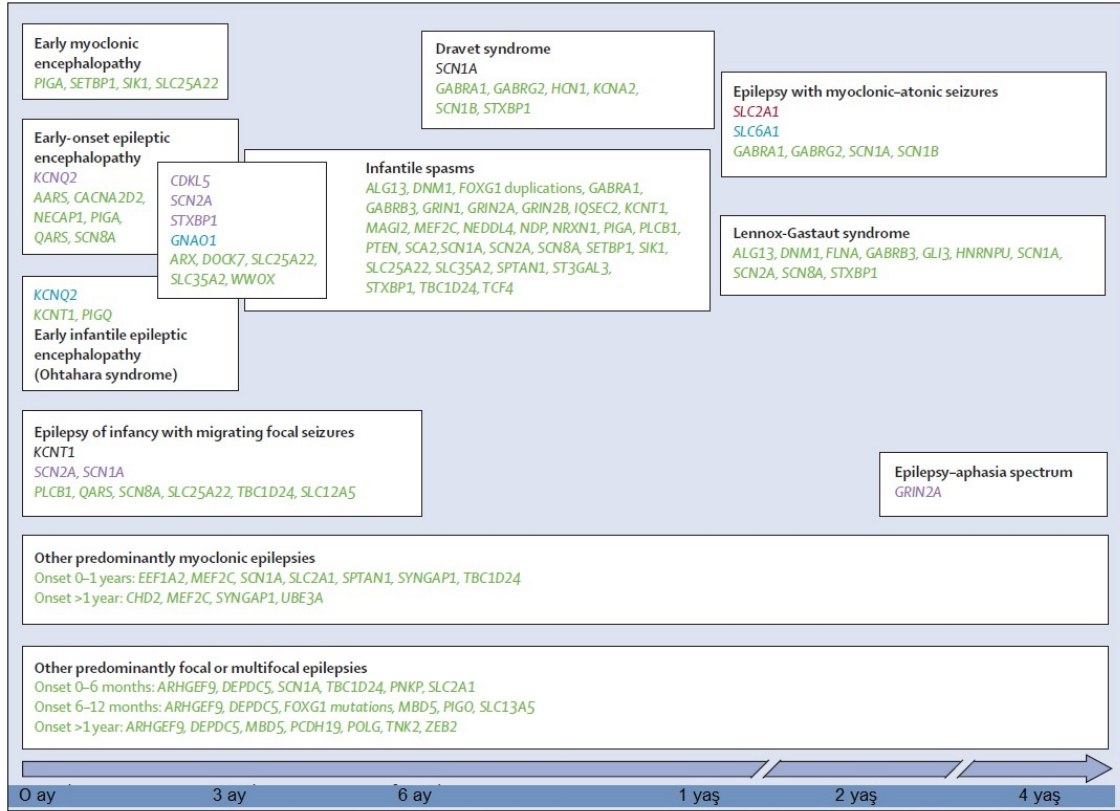 Early myoclonic
encephalopathy
PIGA, SETBP1, SIK1, SLC25A22
Early-onset epileptic
encephalopathy
KCNQ2
AARS, CACNA2D2,
NECAP1, PIGA,
QARS, SCN8A
CDKL5
SCN2A
STXBP1
GNAO1
ARX, DOCK7, SLC25A22,
SLC35A2, WWOX
KCNQ2
KCNT1, PIGQ
Early infantile epileptic
encephalopathy
(Ohtahara syndrome)
Dravet syndrome
SCN1A
GABRA1, GABRG2, HCN1, KCNA2,
SCN1B, STXBP1
Infantile spasms
ALG13, DNM1, FOXG1 duplications, GABRA1,
GABRB3, GRIN1, GRIN2A, GRIN2B, IQSEC2, KCNT1,
MAGI2, MEF2C, NEDDL4, NDP, NRXN1, PIGA, PLCB1,
PTEN, SCA2,SCN1A, SCN2A, SCN8A, SETBP1, SIK1,
SLC25A22, SLC35A2, SPTAN1, ST3GAL3,
STXBP1, TBC1D24, TCF4
Epilepsy with myoclonic–atonic seizures
SLC2A1
SLC6A1
GABRA1, GABRG2, SCN1A, SCN1B
Lennox-Gastaut syndrome
ALG13, DNM1, FLNA, GABRB3, GLI3, HNRNPU, SCN1A,
SCN2A, SCN8A, STXBP1
Epilepsy of infancy with migrating focal seizures
KCNT1
SCN2A, SCN1A
PLCB1, QARS, SCN8A, SLC25A22, TBC1D24, SLC12A5
Epilepsy–aphasia spectrum
GRIN2A
Other predominantly myoclonic epilepsies
Onset 0–1 years: EEF1A2, MEF2C, SCN1A, SLC2A1, SPTAN1, SYNGAP1, TBC1D24
Onset >1 year: CHD2, MEF2C, SYNGAP1, UBE3A
Other predominantly focal or multifocal epilepsies
Onset 0–6 months: ARHGEF9, DEPDC5, SCN1A, TBC1D24, PNKP, SLC2A1
Onset 6–12 months: ARHGEF9, DEPDC5, FOXG1 mutations, MBD5, PIGO, SLC13A5
Onset >1 year: ARHGEF9, DEPDC5, MBD5, PCDH19, POLG, TNK2, ZEB2
O ay 3 ay 6 ay 1 yaş 2 yaş 4 yaş